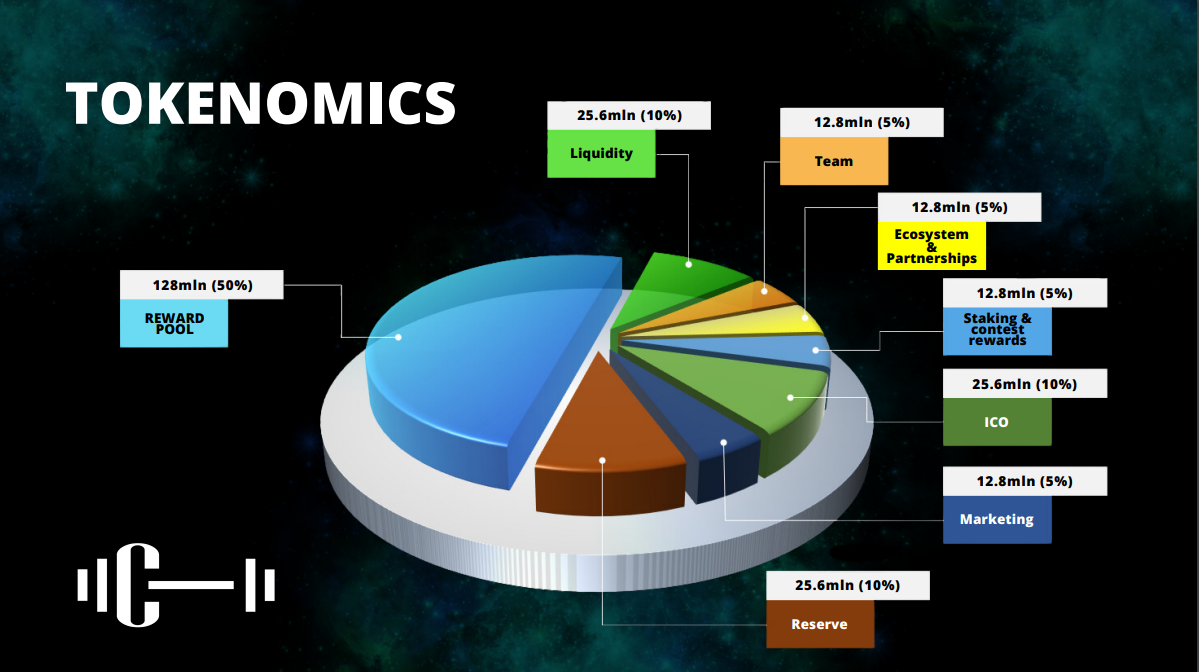 TOKENOMICS
25.6mln (10%)
Liquidity
12.8mln (5%)
Team
12.8mln (5%)
Ecosystem
&
Partnerships
128mln (50%)
REWARD
POOL
12.8mln (5%)
Staking &
contest
rewards
25.6mln (10%)
ICO
12.8mln (5%)
Marketing
25.6mln (10%)
Reserve